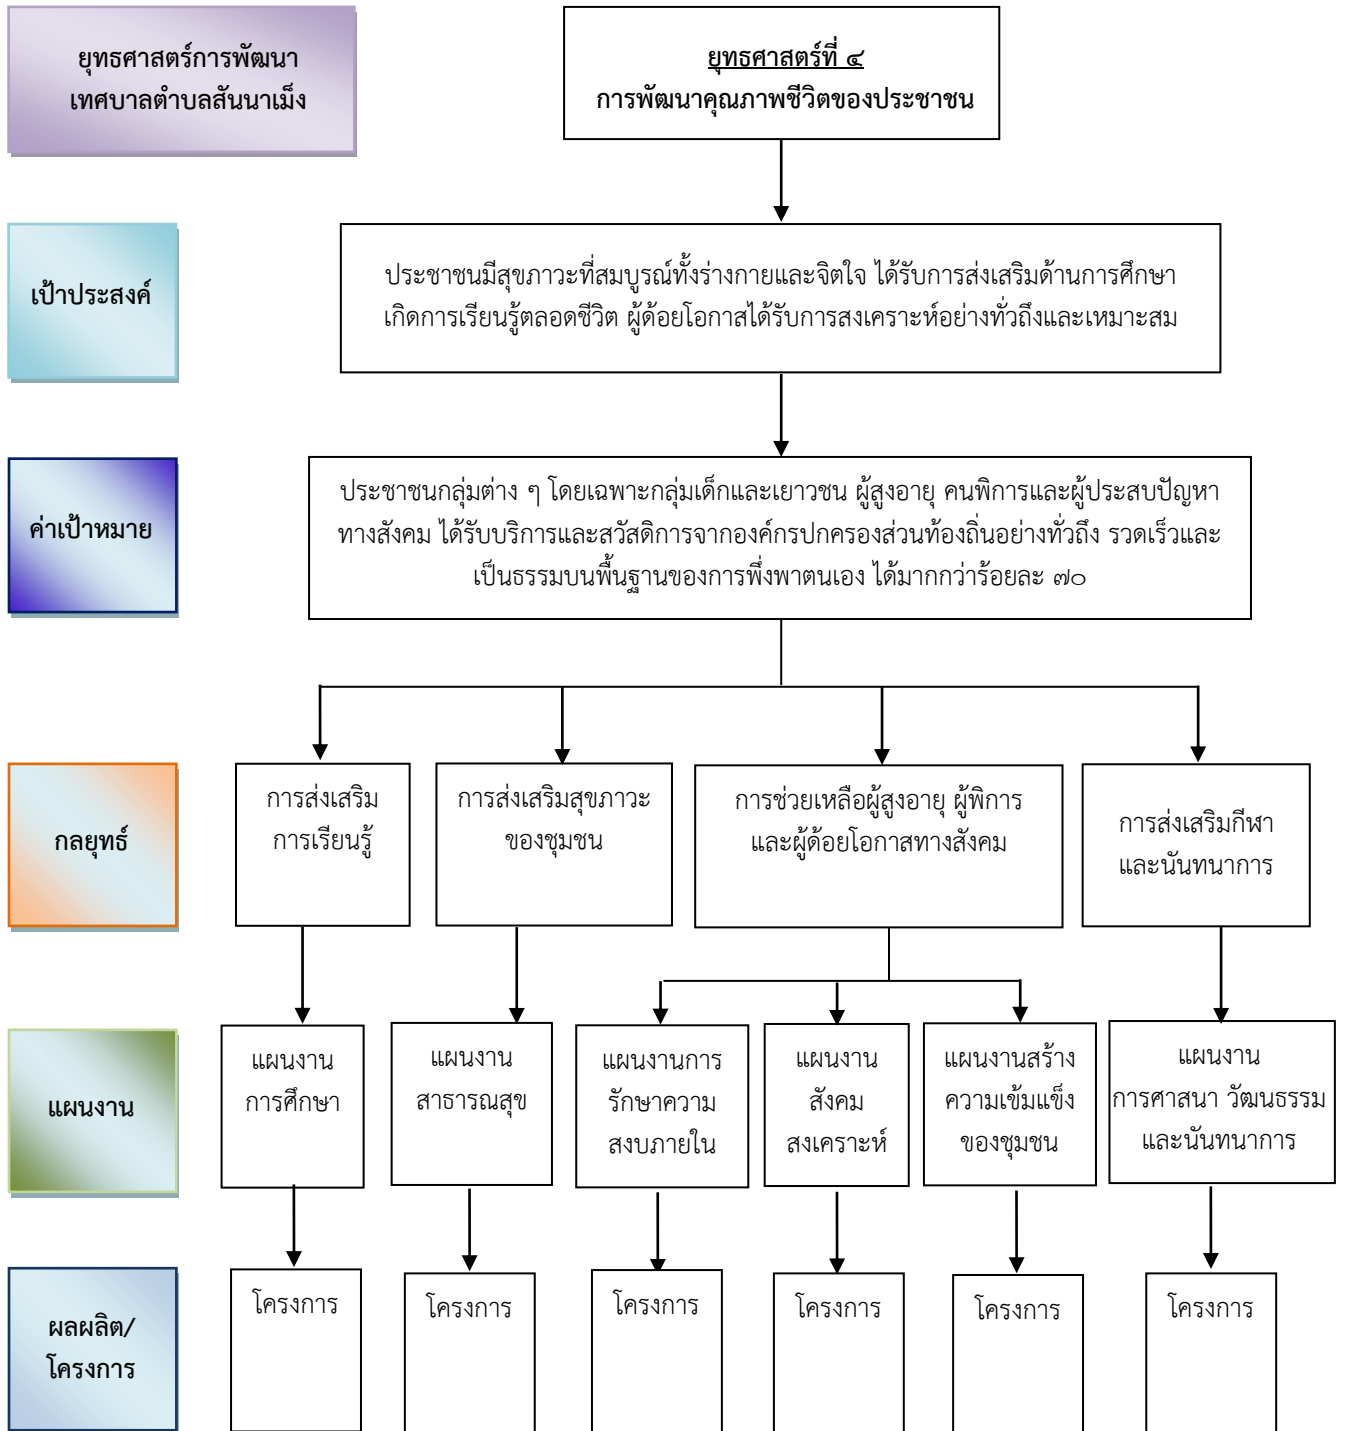 ยุทธศาสตร์การพัฒนา
เทศบาลตำบลสันนาเม็ง
ยุทธศาสตร์ที่ ๔
การพัฒนาคุณภาพชีวิตของประชาชน
เป้าประสงค์
ประชาชนมีสุขภาวะที่สมบูรณ์ทั้งร่างกายและจิตใจ ได้รับการส่งเสริมด้านการศึกษา
เกิดการเรียนรู้ตลอดชีวิต ผู้ด้อยโอกาสได้รับการสงเคราะห์อย่างทั่วถึงและเหมาะสม
ค่าเป้าหมาย
ประชาชนกลุ่มต่าง ๆ โดยเฉพาะกลุ่มเด็กและเยาวชน ผู้สูงอายุ คนพิการและผู้ประสบปัญหา
ทางสังคม ได้รับบริการและสวัสดิการจากองค์กรปกครองส่วนท้องถิ่นอย่างทั่วถึง รวดเร็วและ
เป็นธรรมบนพื้นฐานของการพึ่งพาตนเอง ได้มากกว่าร้อยละ ๗๐
กลยุทธ์
การส่งเสริม
การเรียนรู้
การส่งเสริมสุขภาวะ
ของชุมชน
การช่วยเหลือผู้สูงอายุ ผู้พิการ
และผู้ด้อยโอกาสทางสังคม
การส่งเสริมกีฬา
และนันทนาการ
แผนงาน
แผนงาน
การศึกษา
แผนงาน
สาธารณสุข
แผนงานการ
รักษาความ
สงบภายใน
แผนงาน
สังคม
สงเคราะห์
แผนงานสร้าง
ความเข้มแข็ง
ของชุมชน
แผนงาน
การศาสนา วัฒนธรรม
และนันทนาการ
ผลผลิต/
โครงการ
โครงการ
โครงการ
โครงการ
โครงการ
โครงการ
โครงการ